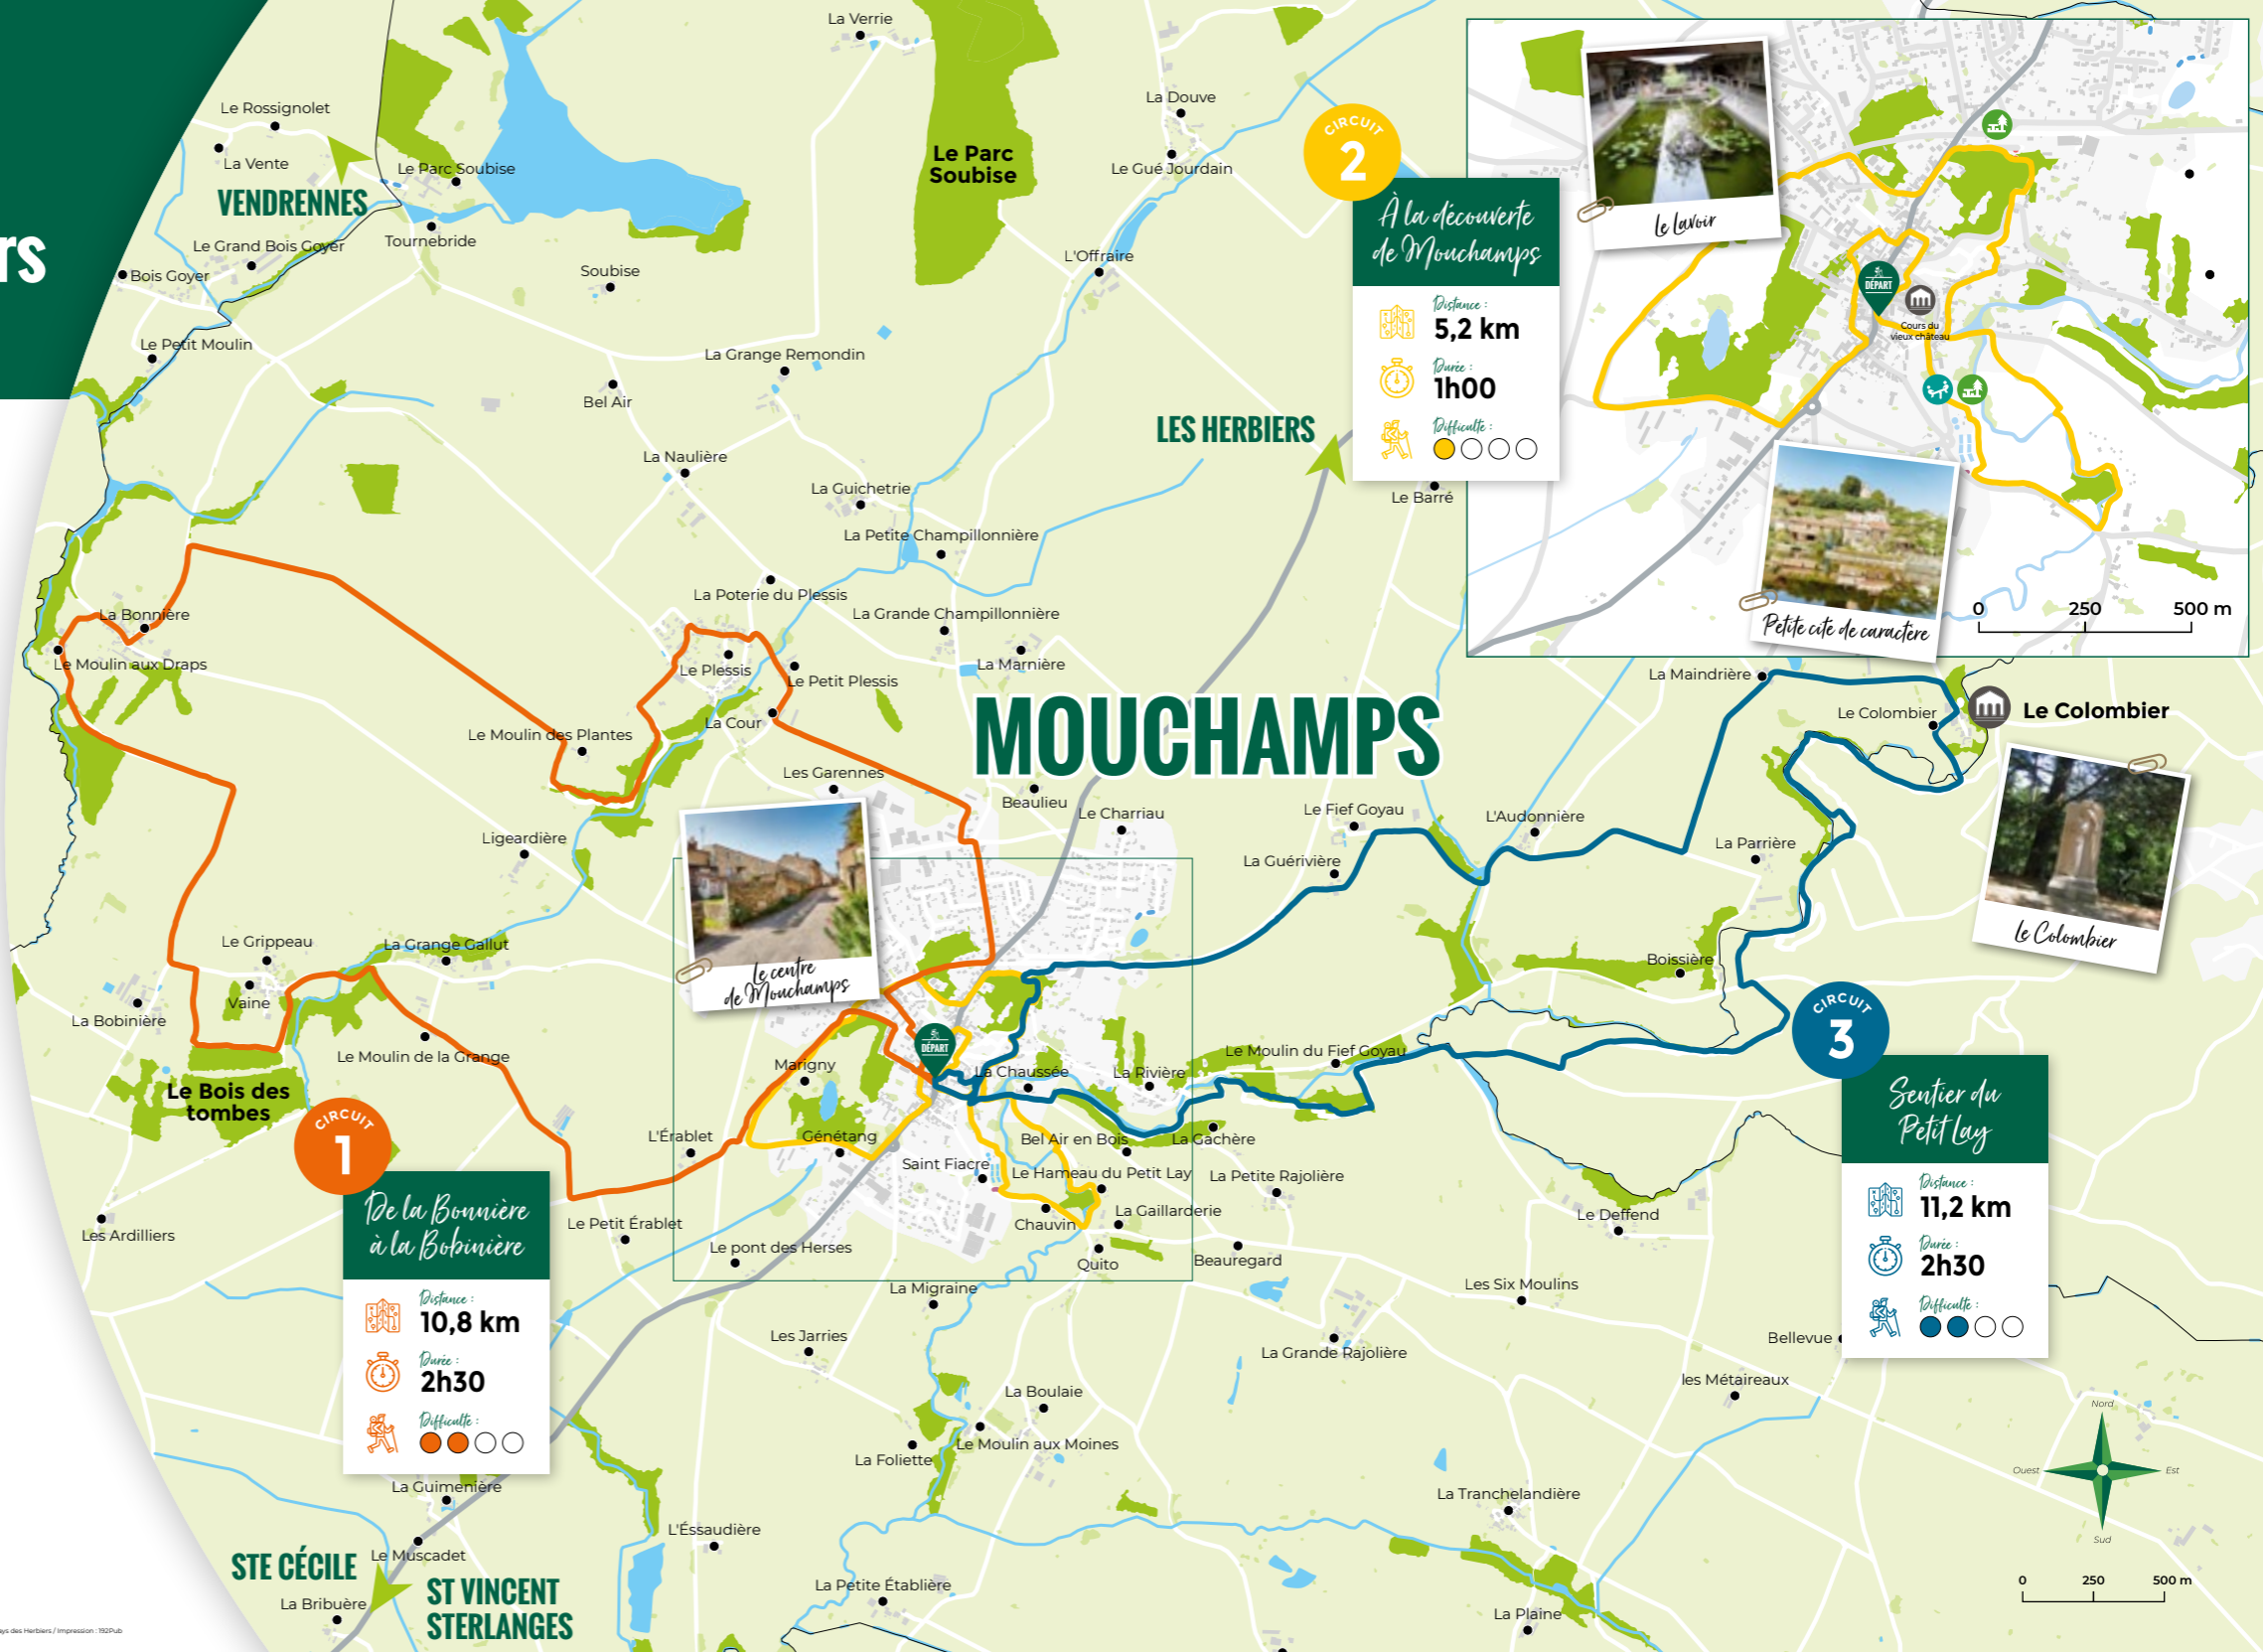 rs
La Verrie
Le Rossignolet
La Vente
VENDRENNES
Le Parc Soubise
Le Grand Bois Goyer
Tournebride
Bois Goyer
Le Petit Moulin
Soubise
Le Parc
Soubise
La Douve
Le Gué Jourdain
L'Offraire
La Grange Remondin
Bel Air
La Naulière
La Guichetrie
La Petite Champillonnière
LES HERBIERS
Le Barré
CIRCUIT
2
À la découverte
de Mouchamps
Distance :
5,2 km
Durée :
1h00
Difficulté :
Le Lavoir
DÉPART
Cours du
vieux château
Petite cité de caractère
0 250 500 m
La Bonnière
Le Moulin aux Draps
La Poterie du Plessis
La Grande Champillonnière
Le Plessis
Le Petit Plessis
La Marnière
La Cour
Le Moulin des Plantes
MOUCHAMPS
La Maindrière
Le Colombier
Le Colombier
Le Colombier
Les Garennes
Beaulieu
Le Charriau
Ligeardière
Le Fief Goyau
L'Audonnière
La Guérivière
La Parrière
Le centre
de Mouchamps
Le Grippeau
La Grange Gallut
Vaine
La Bobinière
Le Moulin de la Grange
Boissière
Le Bois des
tombes
DÉPART
Marigny
La Chaussée
La Rivière
Le Moulin du Fief Goyau
L'Érablet
Génétang
Bel Air en Bois
La Gâchère
Saint Fiacre
Le Hameau du Petit Lay
La Petite Rajolière
Chauvin
La Gaillarderie
Quito
Beauregard
Le Petit Érablet
Le pont des Herses
Les Ardilliers
CIRCUIT
1
De la Bonnière
à la Bobinière
Distance :
10,8 km
Durée :
2h30
Difficulté :
CIRCUIT
3
Sentier du
Petit Lay
Distance :
11,2 km
Durée :
2h30
Difficulté :
Le Deffend
Les Six Moulins
Bellevue
La Migraine
Les Jarries
La Grande Rajolière
les Métaireaux
La Boulaie
Le Moulin aux Moines
La Foliette
La Guimenière
L'Éssaudière
Le Muscadet
STE CÉCILE
ST VINCENT
STERLANGES
La Bribuère
La Petite Établière
La Tranchelandière
La Plaine
Nord
Ouest
Est
Sud
0 250 500 m
ays des Herbiers / Impression : 192Pub